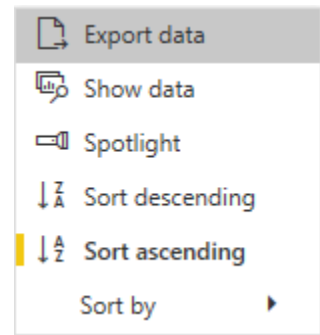 Export data
Show data
Spotlight
Z
A
Sort descending
A
Z
Sort ascending
Sort by